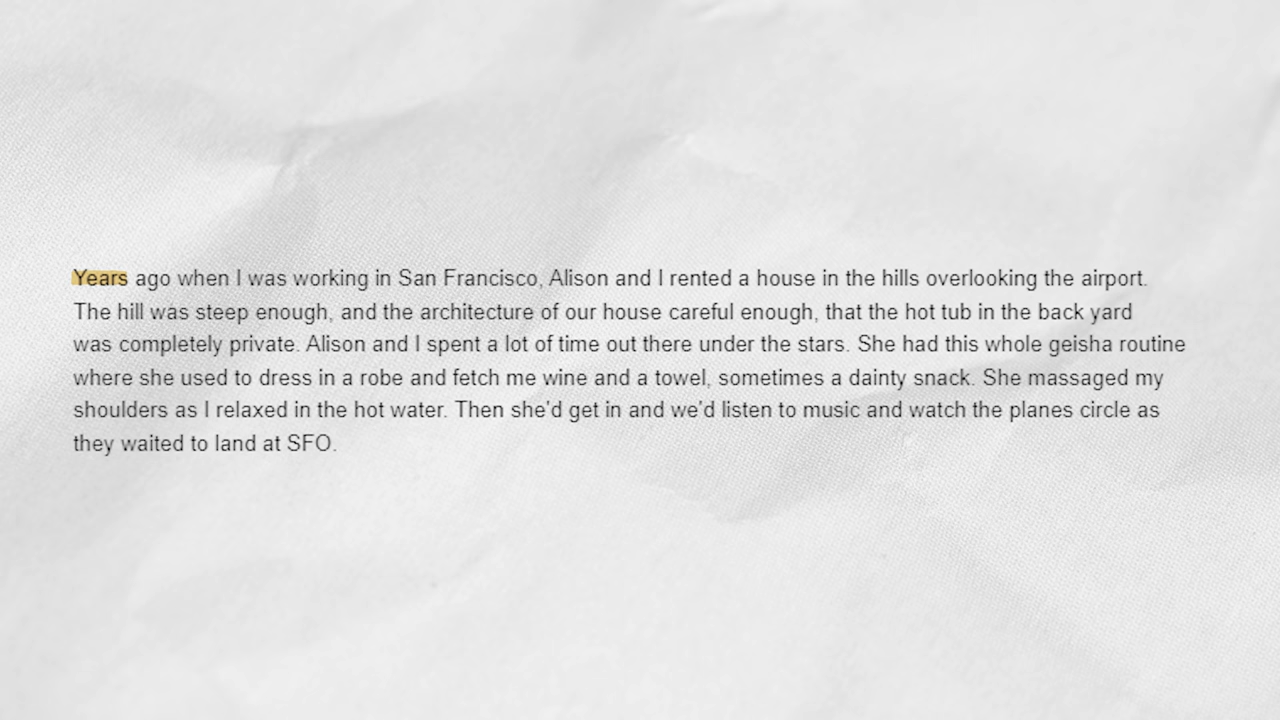 Years ago when I was working in San Francisco, Alison and I rented a house in the hills overlooking the airport.
The hill was steep enough, and the architecture of our house careful enough, that the hot tub in the back yard
was completely private. Alison and I spent a lot of time out there under the stars. She had this whole geisha routine
where she used to dress in a robe and fetch me wine and a towel, sometimes a dainty snack. She massaged my
shoulders as I relaxed in the hot water. Then she'd get in and we'd listen to music and watch the planes circle as
they waited to land at SFO.